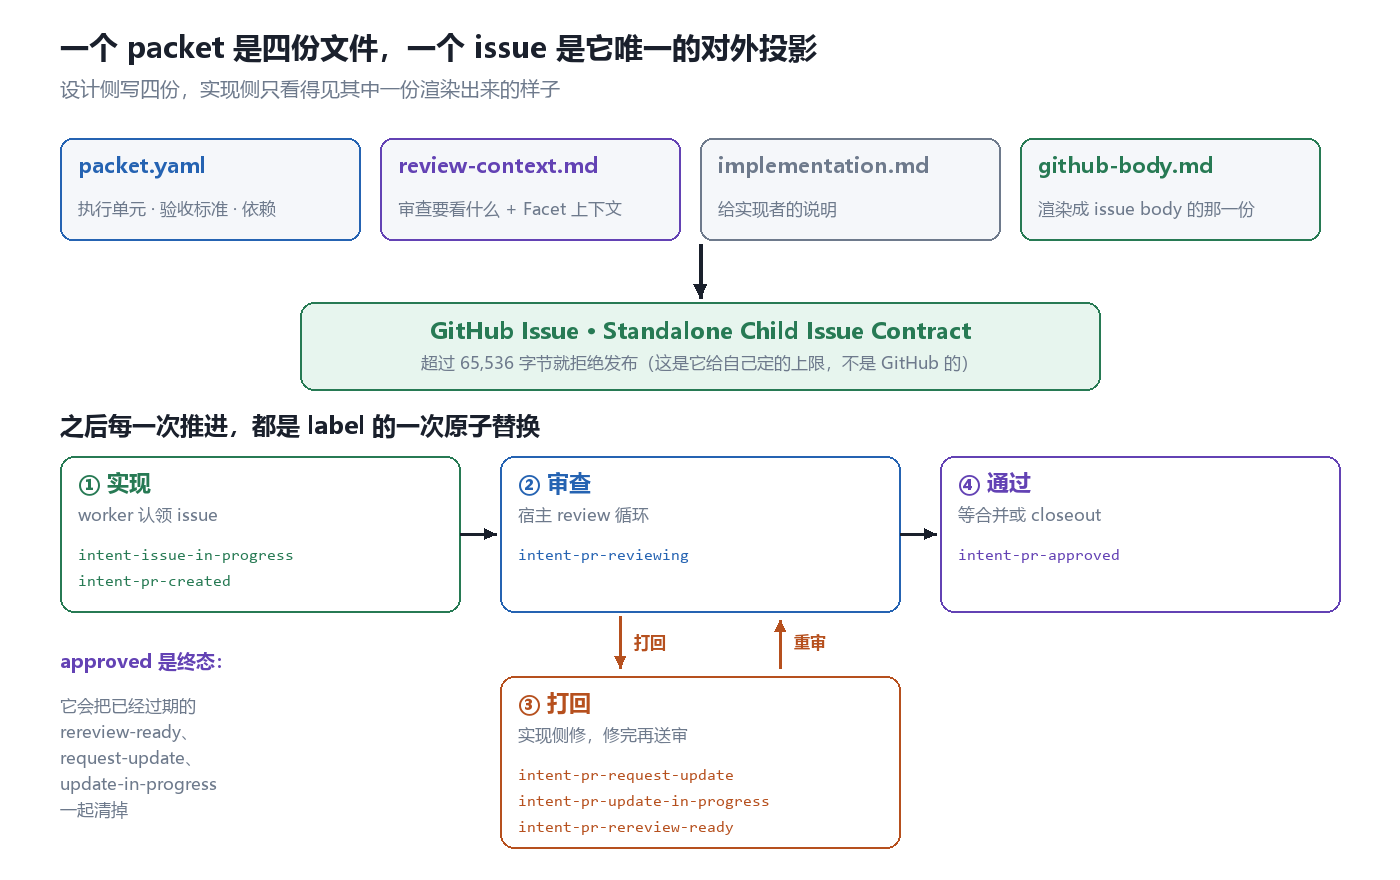 一个 packet 是四份文件，一个 issue 是它唯一的对外投影
设计侧写四份，实现侧只看得见其中一份渲染出来的样子
packet.yaml
执行单元 · 验收标准 · 依赖
review-context.md
审查要看什么 + Facet 上下文
implementation.md
给实现者的说明
github-body.md
渲染成 issue body 的那一份
GitHub Issue • Standalone Child Issue Contract
超过 65,536 字节就拒绝发布（这是它给自己定的上限，不是 GitHub 的）
之后每一次推进，都是 label 的一次原子替换
① 实现
worker 认领 issue
intent-issue-in-progress
intent-pr-created
② 审查
宿主 review 循环
intent-pr-reviewing
④ 通过
等合并或 closeout
intent-pr-approved
打回
重审
approved 是终态：
它会把已经过期的
rereview-ready、
request-update、
update-in-progress
一起清掉
③ 打回
实现侧修，修完再送审
intent-pr-request-update
intent-pr-update-in-progress
intent-pr-rereview-ready